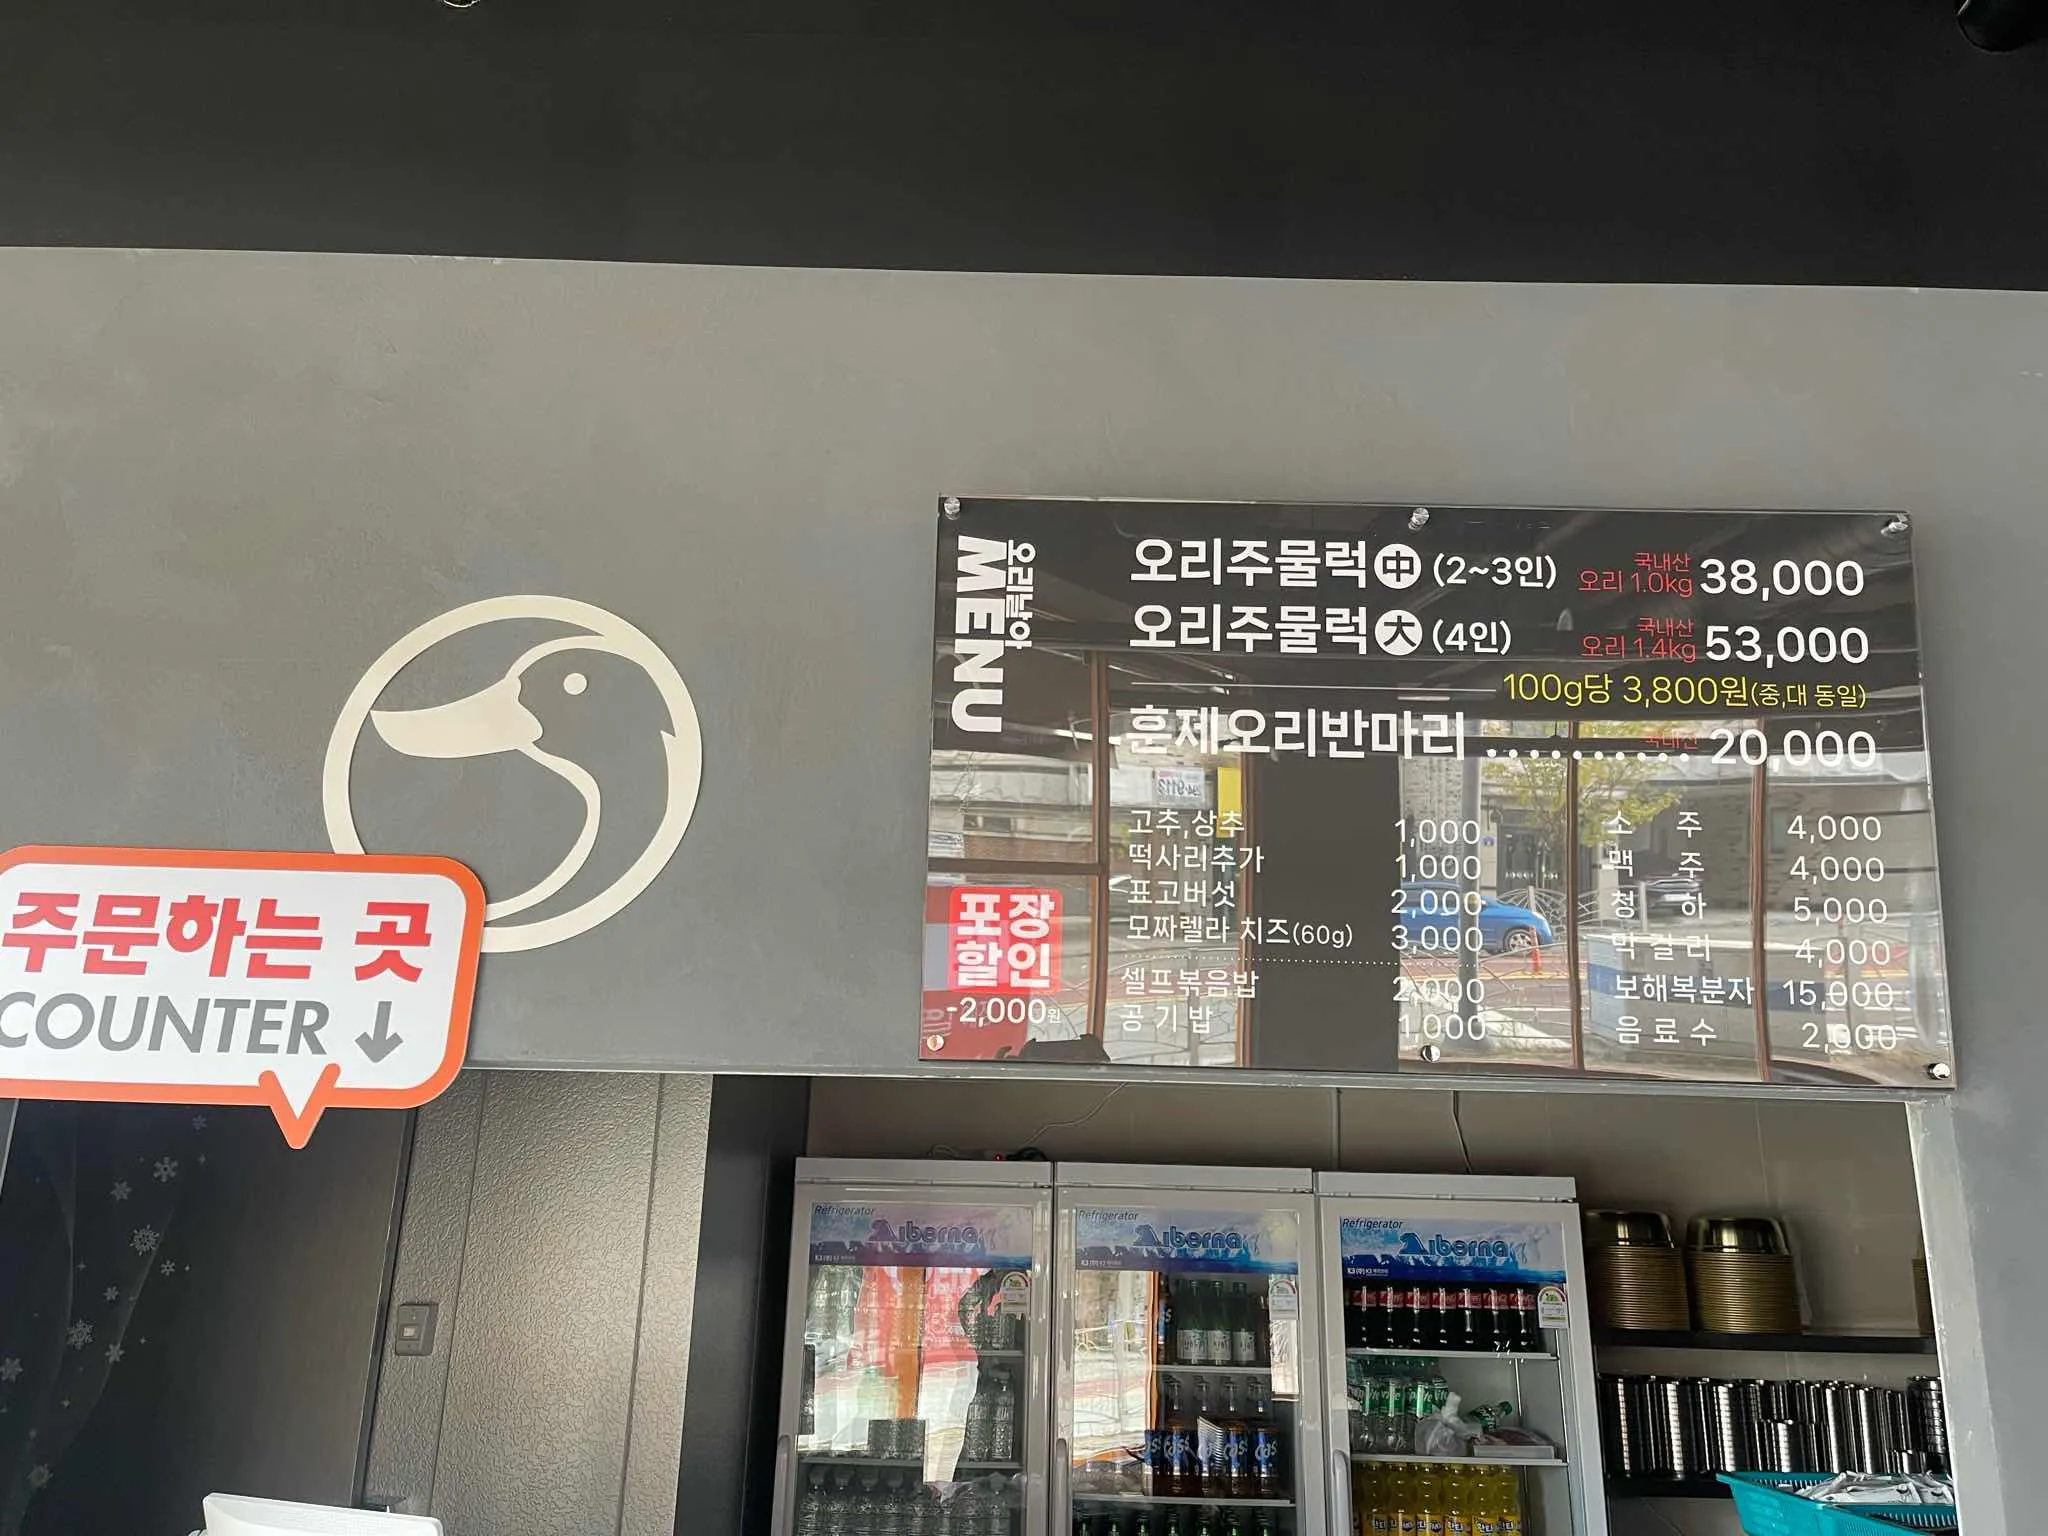 오리날아
MENU
오리주물럭 中 (2~3인) 국내산 오리 1.0kg 38,000
오리주물럭 大 (4인) 국내산 오리 1.4kg 53,000
100g당 3,800원(중,대 동일)
훈제오리반마리 .......... 국내산 20,000
고추,상추 1,000
떡사리추가 1,000
표고버섯 2,000
모짜렐라 치즈(60g) 3,000
셀프볶음밥 2,000
공기밥 1,000
소주 4,000
맥주 4,000
청하 5,000
막걸리 4,000
보해복분자 15,000
음료수 2,000
포장
할인
-2,000원
주문하는 곳
COUNTER ↓
Refrigerator
Aiberna
Refrigerator
Aiberna
Refrigerator
Aiberna
Cass